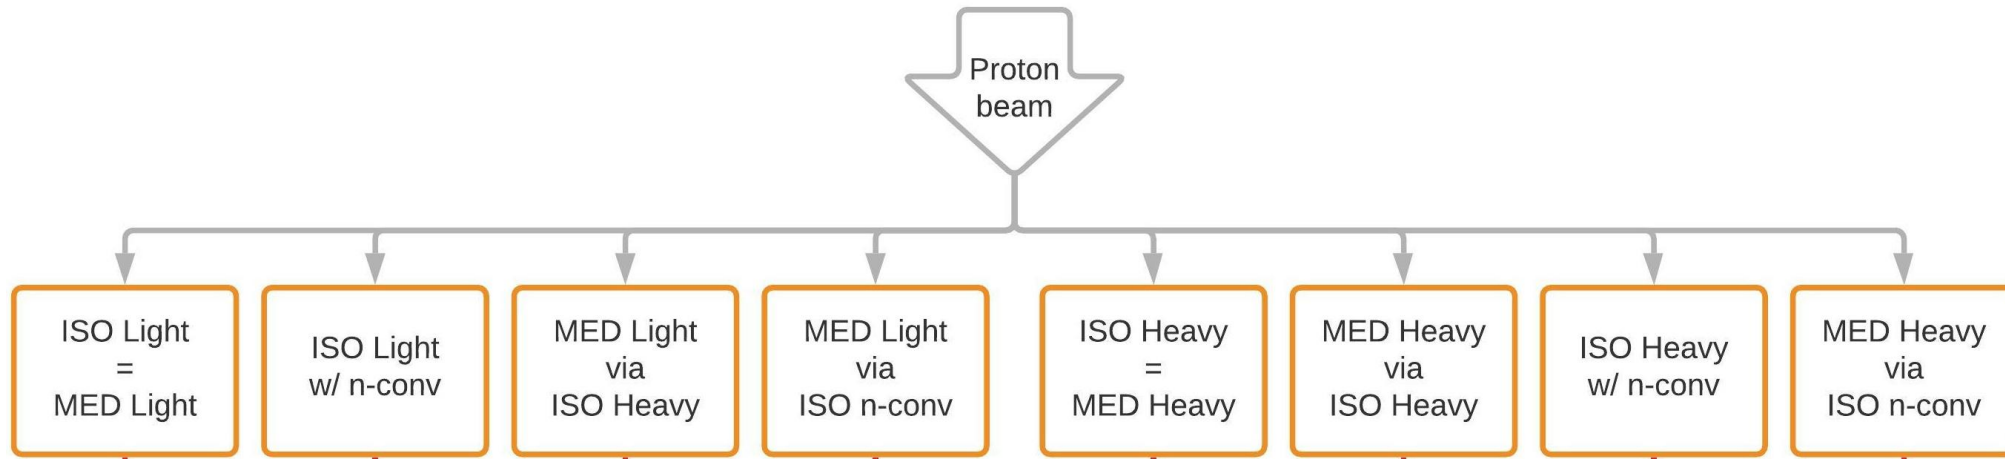 Proton
beam
ISO Light
=
MED Light
ISO Light
w/ n-conv
MED Light
via
ISO Heavy
MED Light
via
ISO n-conv
ISO Heavy
=
MED Heavy
MED Heavy
via
ISO Heavy
ISO Heavy
w/ n-conv
MED Heavy
via
ISO n-conv